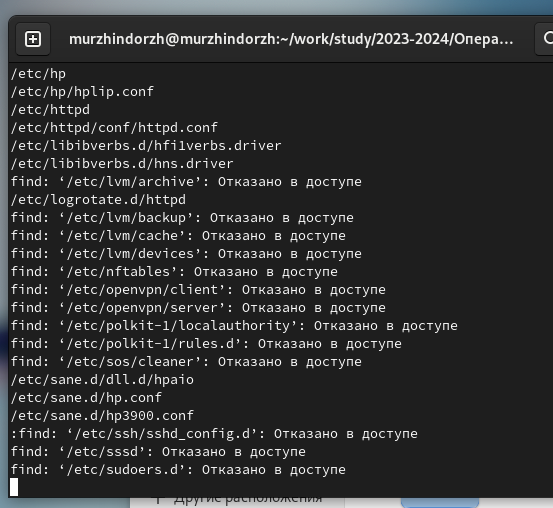 murzhindorzh@murzhindorzh:~/work/study/2023-2024/Опера...
/etc/hp
/etc/hp/hplip.conf
/etc/httpd
/etc/httpd/conf/httpd.conf
/etc/libibverbs.d/hfi1verbs.driver
/etc/libibverbs.d/hns.driver
find: ‘/etc/lvm/archive’: Отказано в доступе
/etc/logrotate.d/httpd
find: ‘/etc/lvm/backup’: Отказано в доступе
find: ‘/etc/lvm/cache’: Отказано в доступе
find: ‘/etc/lvm/devices’: Отказано в доступе
find: ‘/etc/nftables’: Отказано в доступе
find: ‘/etc/openvpn/client’: Отказано в доступе
find: ‘/etc/openvpn/server’: Отказано в доступе
find: ‘/etc/polkit-1/localauthority’: Отказано в доступе
find: ‘/etc/polkit-1/rules.d’: Отказано в доступе
find: ‘/etc/sos/cleaner’: Отказано в доступе
/etc/sane.d/dll.d/hpaio
/etc/sane.d/hp.conf
/etc/sane.d/hp3900.conf
:find: ‘/etc/ssh/sshd_config.d’: Отказано в доступе
find: ‘/etc/sssd’: Отказано в доступе
find: ‘/etc/sudoers.d’: Отказано в доступе
Другие расположения